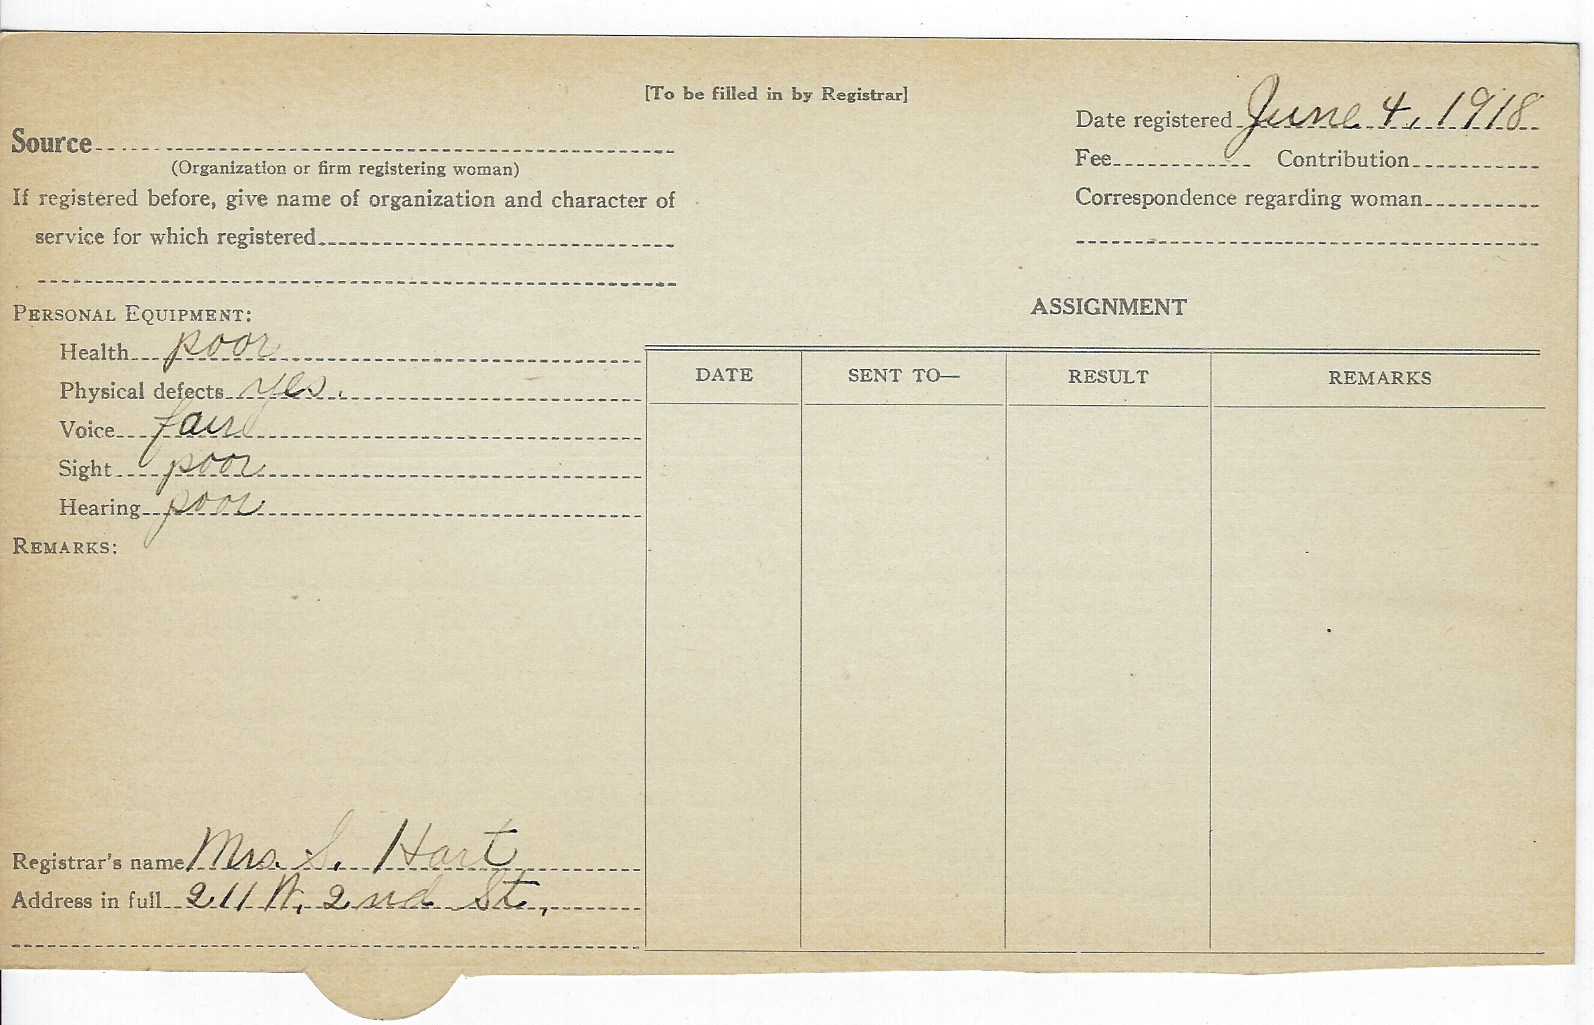 [To be filled in by Registrar]
Date registered June 4, 1918
Source
(Organization or firm registering woman)
Fee Contribution
If registered before, give name of organization and character of
service for which registered
Correspondence regarding woman
PERSONAL EQUIPMENT:
Health poor
Physical defects yes.
Voice fair
Sight poor
Hearing poor
REMARKS:
Registrar's name Mrs. S. Hart
Address in full 211 W. 2nd St,
ASSIGNMENT
DATE SENT TO— RESULT REMARKS